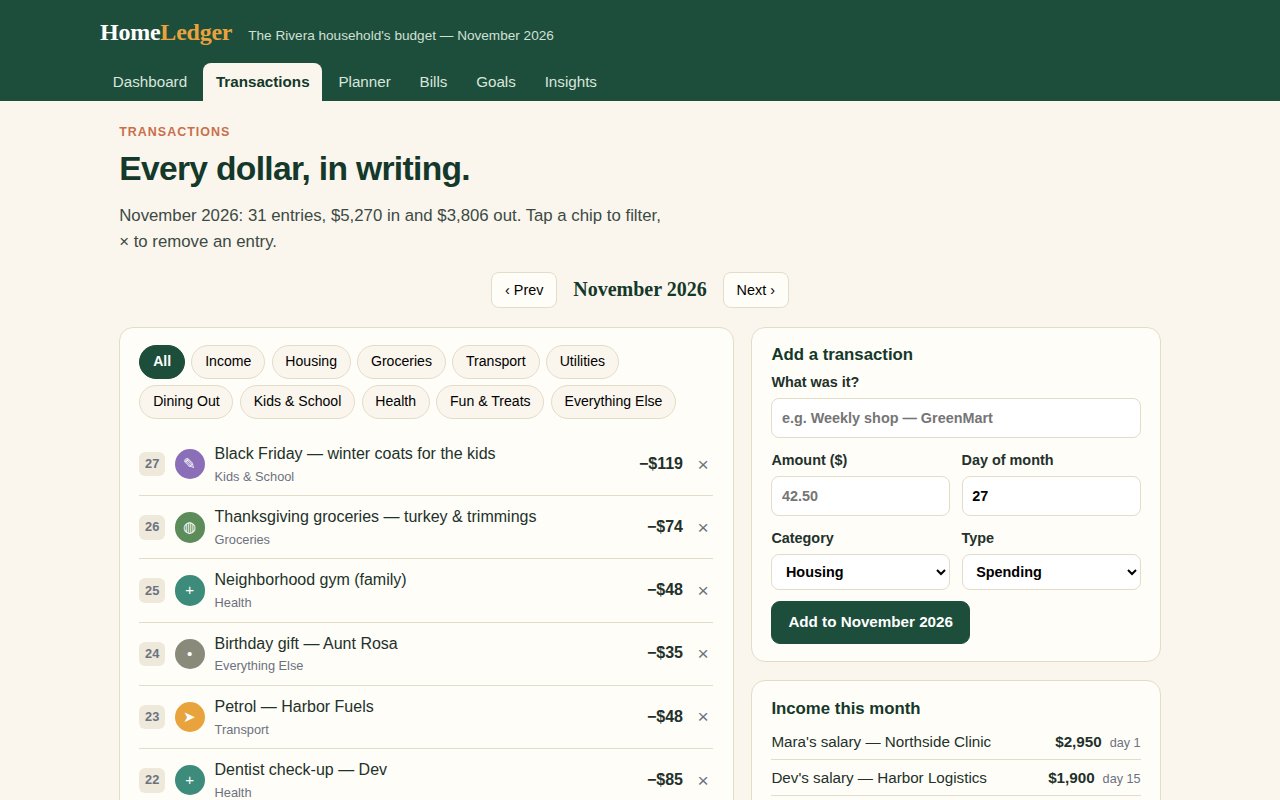 HomeLedger The Rivera household's budget — November 2026
Dashboard Transactions Planner Bills Goals Insights
TRANSACTIONS
Every dollar, in writing.
November 2026: 31 entries, $5,270 in and $3,806 out. Tap a chip to filter,
× to remove an entry.
‹ Prev November 2026 Next ›
All Income Housing Groceries Transport Utilities
Dining Out Kids & School Health Fun & Treats Everything Else
27 ✎ Black Friday — winter coats for the kids −$119 ×
Kids & School
26 ◍ Thanksgiving groceries — turkey & trimmings −$74 ×
Groceries
25 + Neighborhood gym (family) −$48 ×
Health
24 • Birthday gift — Aunt Rosa −$35 ×
Everything Else
23 ➤ Petrol — Harbor Fuels −$48 ×
Transport
22 + Dentist check-up — Dev −$85 ×
Health
Add a transaction
What was it?
e.g. Weekly shop — GreenMart
Amount ($) Day of month
42.50 27
Category Type
Housing Spending
Add to November 2026
Income this month
Mara's salary — Northside Clinic $2,950 day 1
Dev's salary — Harbor Logistics $1,900 day 15